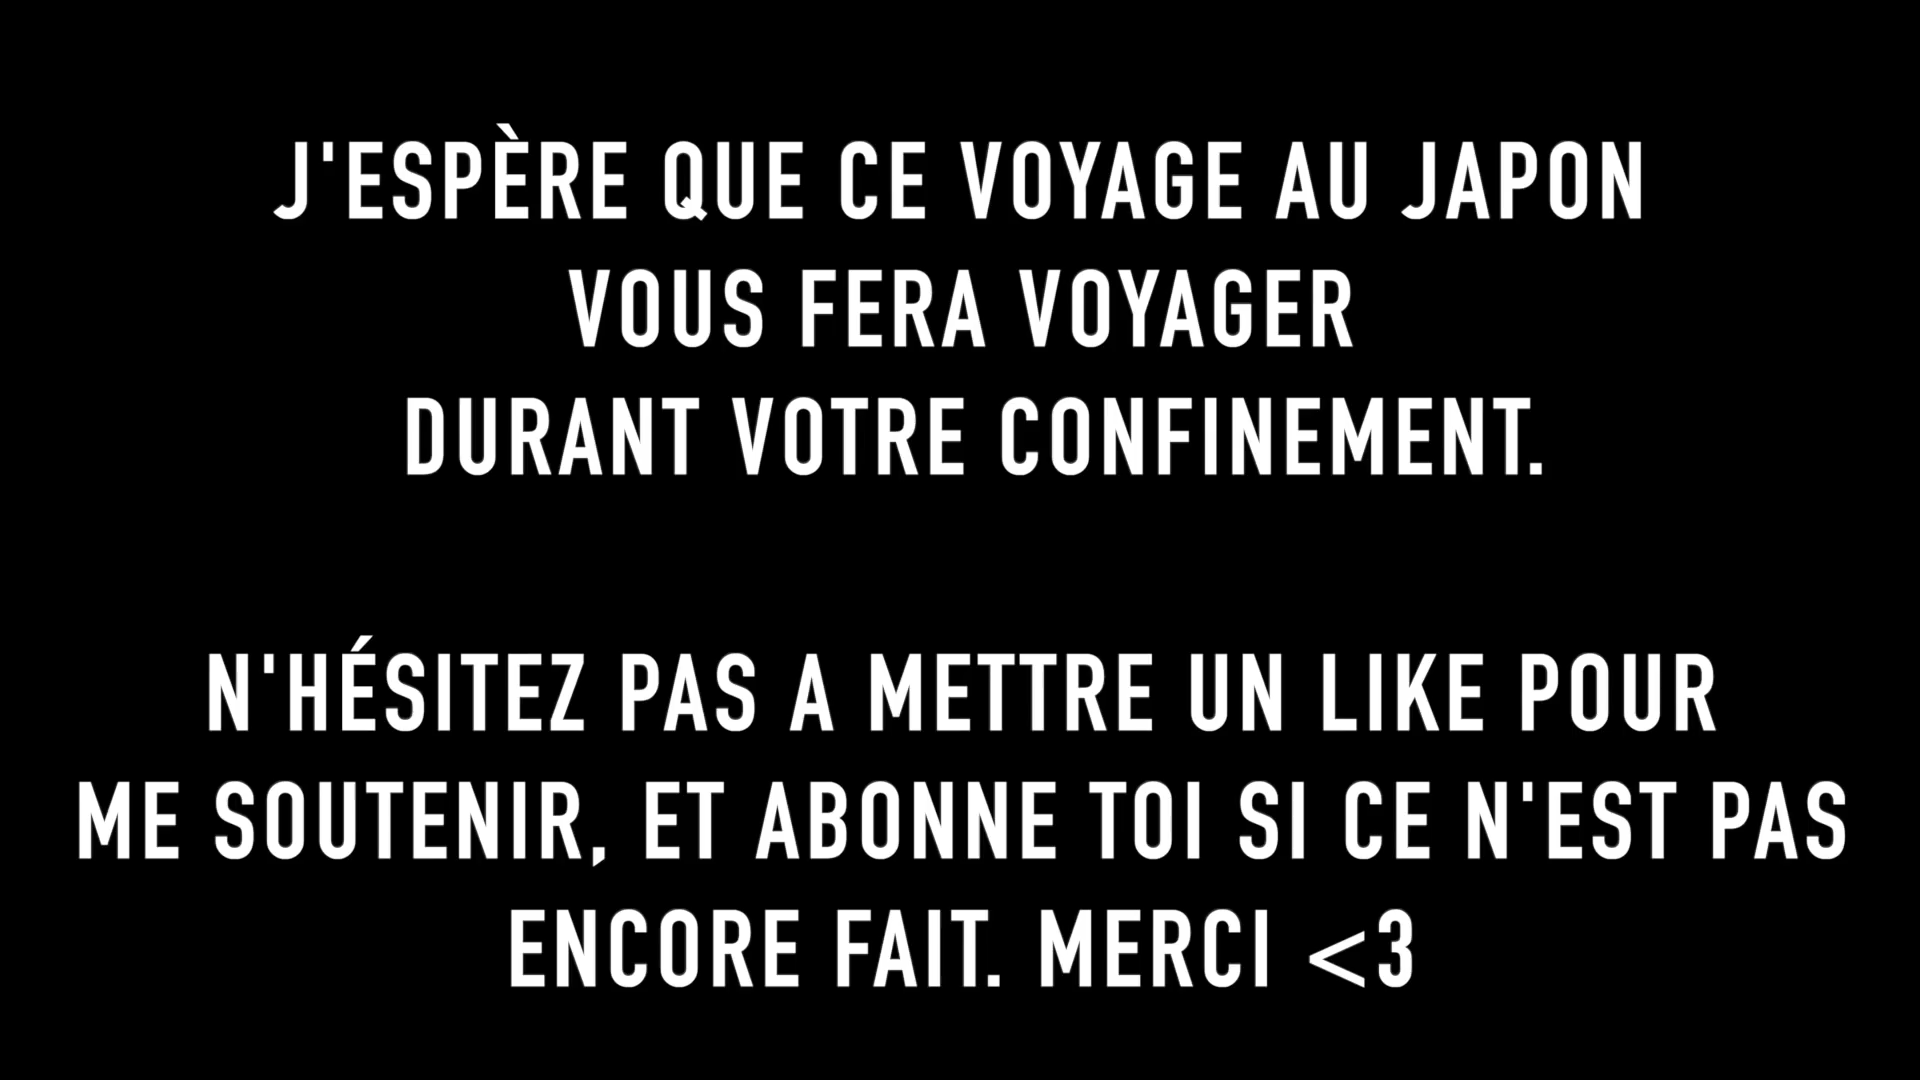 J'ESPÈRE QUE CE VOYAGE AU JAPON
VOUS FERA VOYAGER
DURANT VOTRE CONFINEMENT.
N'HÉSITEZ PAS A METTRE UN LIKE POUR
ME SOUTENIR, ET ABONNE TOI SI CE N'EST PAS
ENCORE FAIT. MERCI <3